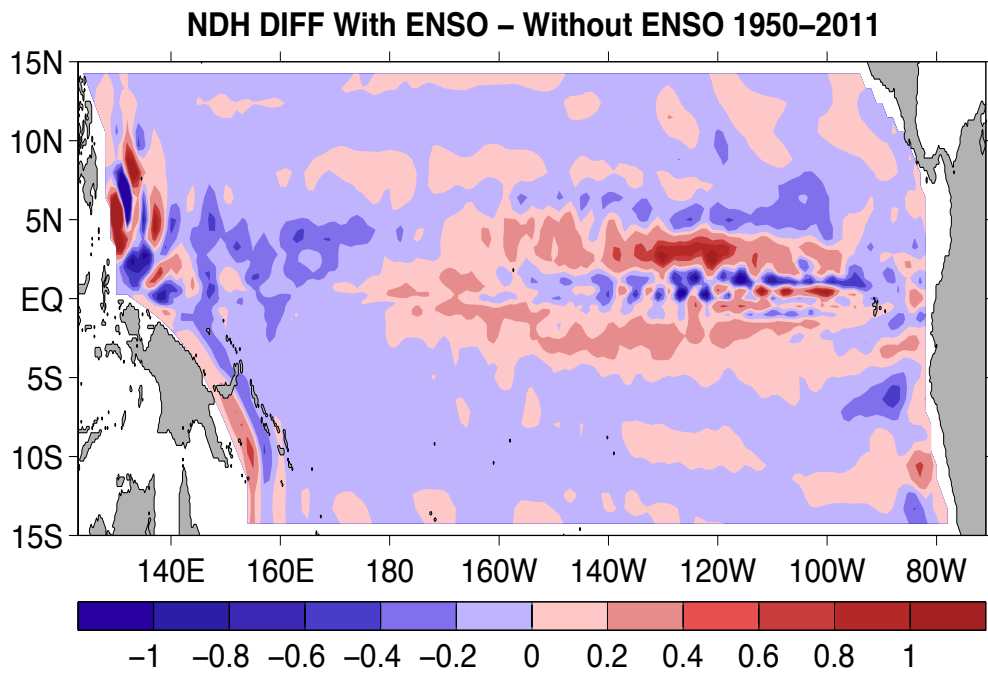 NDH DIFF With ENSO – Without ENSO 1950–2011
15N
10N
5N
EQ
5S
10S
15S
140E 160E 180 160W 140W 120W 100W 80W
−1 −0.8 −0.6 −0.4 −0.2 0 0.2 0.4 0.6 0.8 1